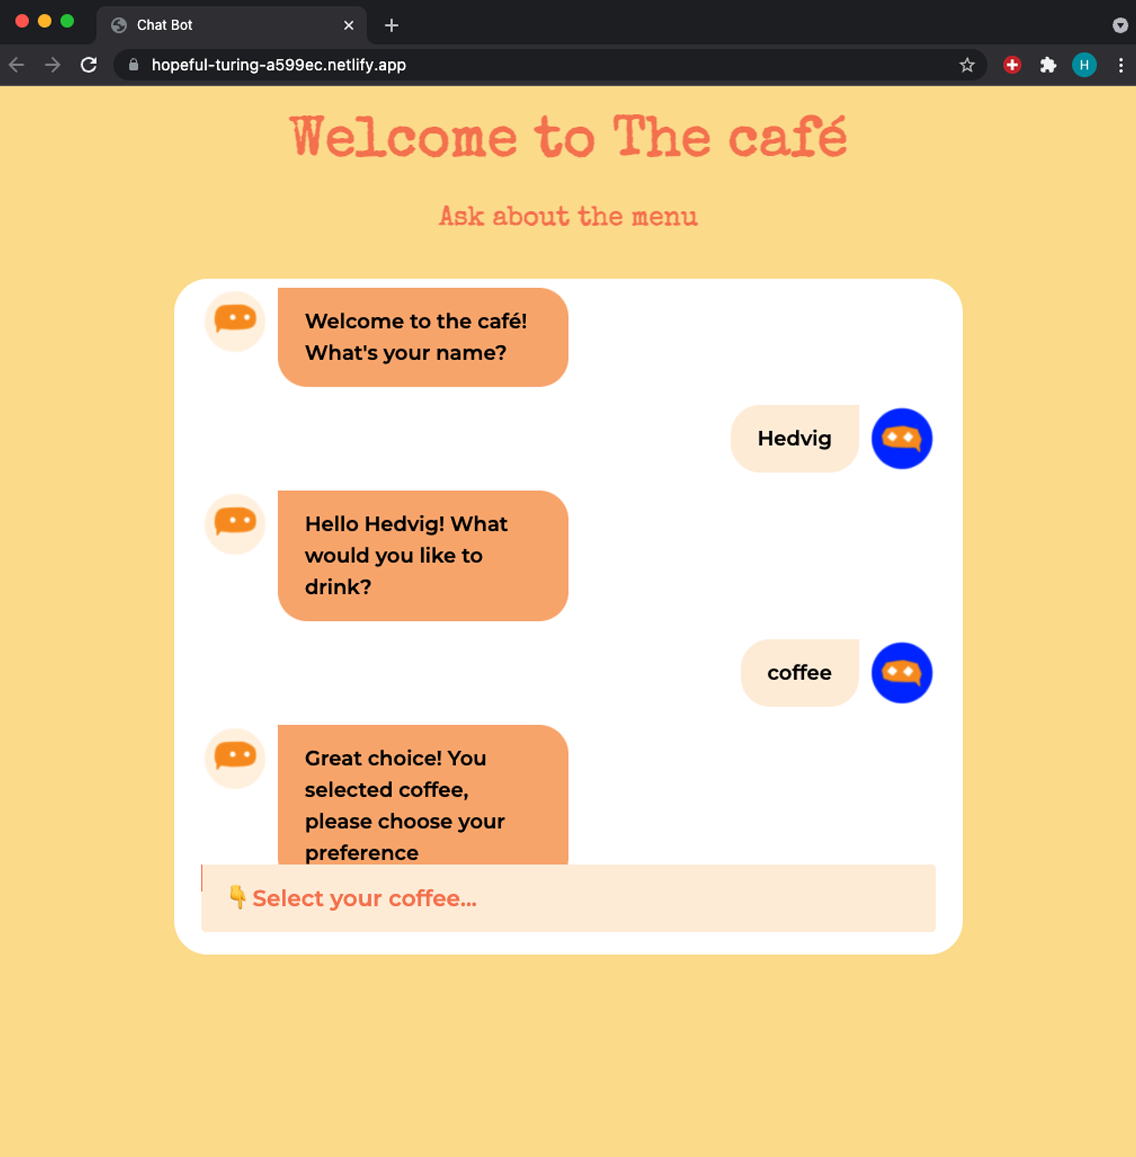 Chat Bot
hopeful-turing-a599ec.netlify.app
H
Welcome to The café
Ask about the menu
Welcome to the café!
What's your name?
Hedvig
Hello Hedvig! What
would you like to
drink?
coffee
Great choice! You
selected coffee,
please choose your
preference
👇Select your coffee...